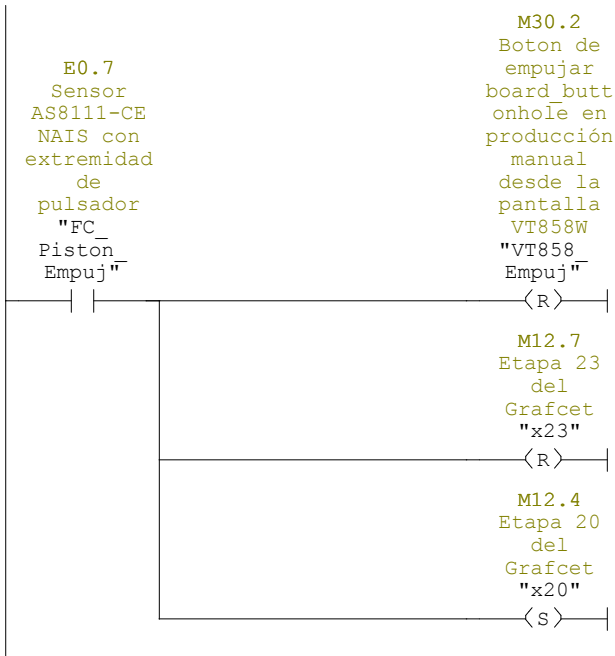 E0.7
Sensor
AS8111-CE
NAIS con
extremidad
de
pulsador
"FC_
Piston_
Empuj"
M30.2
Boton de
empujar
board_butt
onhole en
producción
manual
desde la
pantalla
VT858W
"VT858_
Empuj"
R
M12.7
Etapa 23
del
Grafcet
"x23"
R
M12.4
Etapa 20
del
Grafcet
"x20"
S